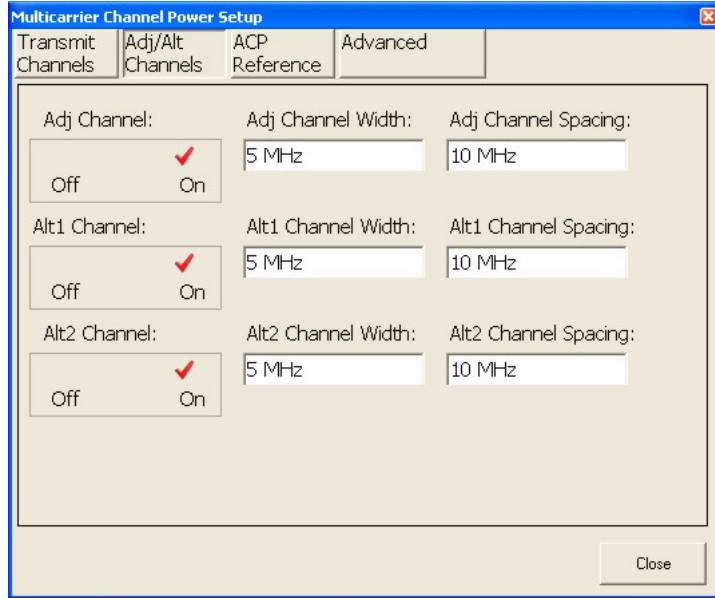 Multicarrier Channel Power Setup
Transmit Channels
Adj/Alt Channels
ACP Reference
Advanced
Adj Channel: Adj Channel Width: Adj Channel Spacing:
5 MHz 10 MHz
Off On
Alt1 Channel: Alt1 Channel Width: Alt1 Channel Spacing:
5 MHz 10 MHz
Off On
Alt2 Channel: Alt2 Channel Width: Alt2 Channel Spacing:
5 MHz 10 MHz
Off On
Close